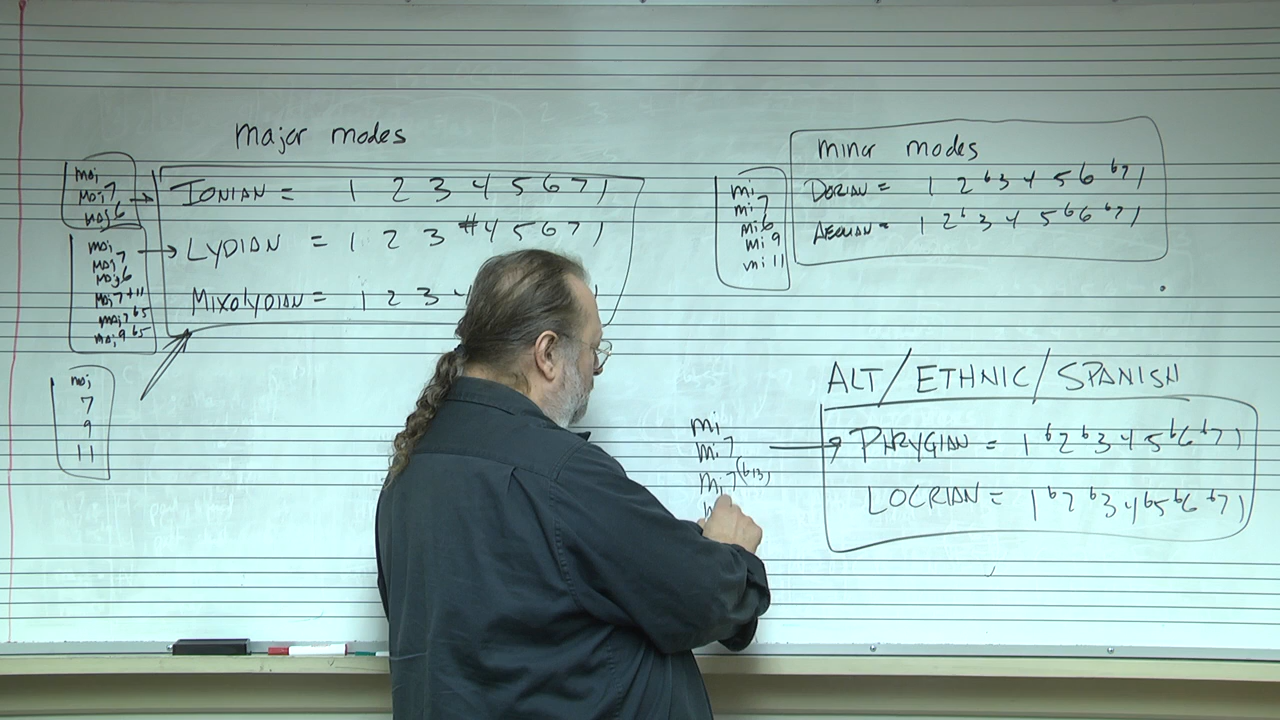 Major modes
maj
maj7
maj6
IONIAN = 1 2 3 4 5 6 7 1
maj
maj7
maj6
maj7+11
maj7b5
maj9b5
LYDIAN = 1 2 3 #4 5 6 7 1
MIXOLYDIAN = 1 2 3
maj
7
9
11
minor modes
mi
mi7
mi6
mi9
mi11
DORIAN = 1 2 b3 4 5 6 b7 1
AEOLIAN = 1 2 b3 4 5 b6 b7 1
ALT/ETHNIC/SPANISH
mi
mi7
mi7(b13)
PHRYGIAN = 1 b2 b3 4 5 b6 b7 1
LOCRIAN = 1 b2 b3 4 b5 b6 b7 1